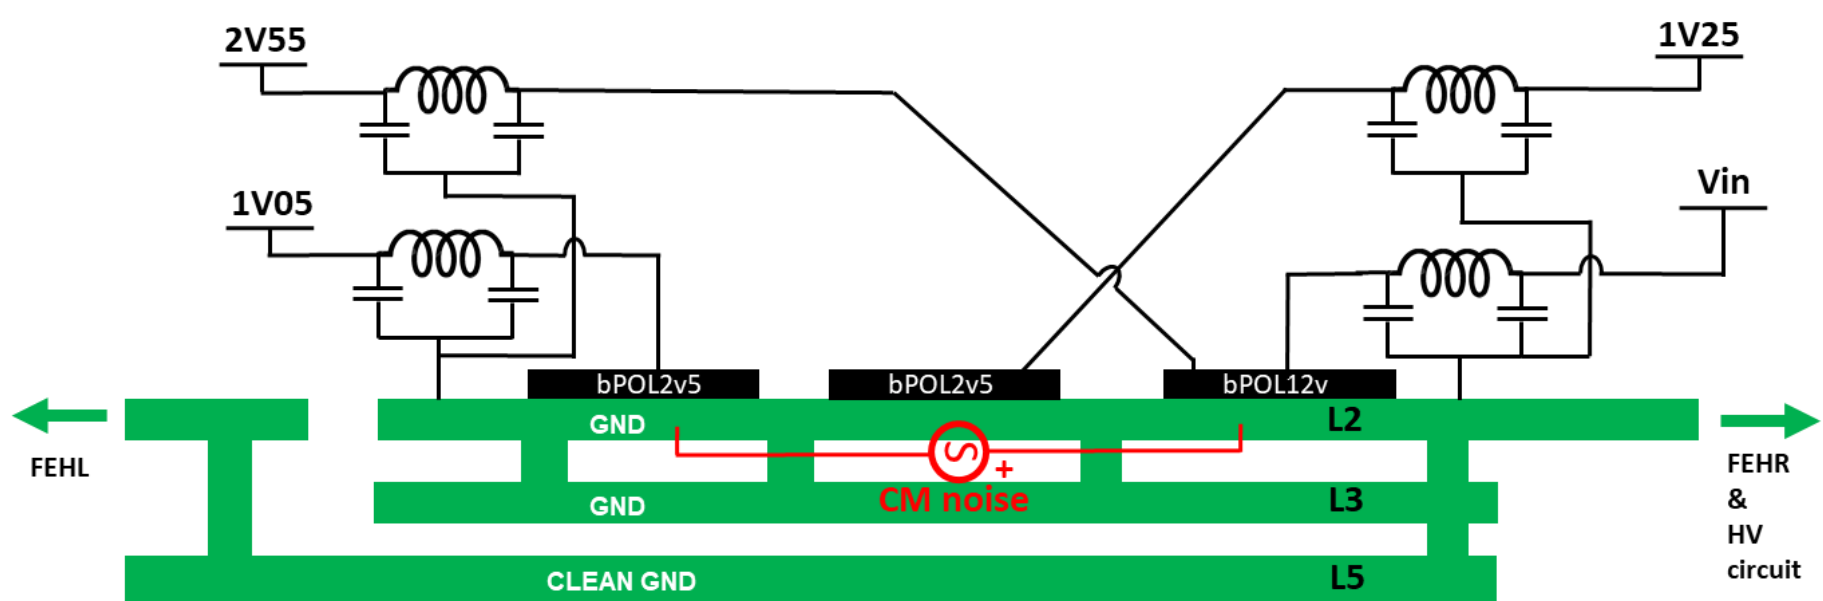 2V55
1V25
1V05
Vin
bPOL2v5
bPOL2v5
bPOL12v
GND
L2
+
CM noise
GND
L3
CLEAN GND
L5
FEHL
FEHR
&
HV
circuit